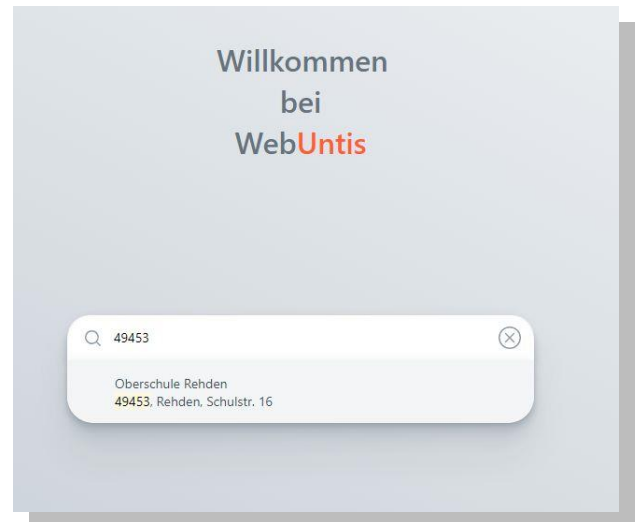 Willkommen
bei
WebUntis
49453
Oberschule Rehden
49453, Rehden, Schulstr. 16